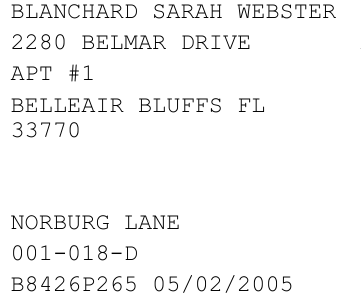 BLANCHARD SARAH WEBSTER
2280 BELMAR DRIVE
APT #1
BELLEAIR BLUFFS FL
33770
NORBURG LANE
001-018-D
B8426P265 05/02/2005